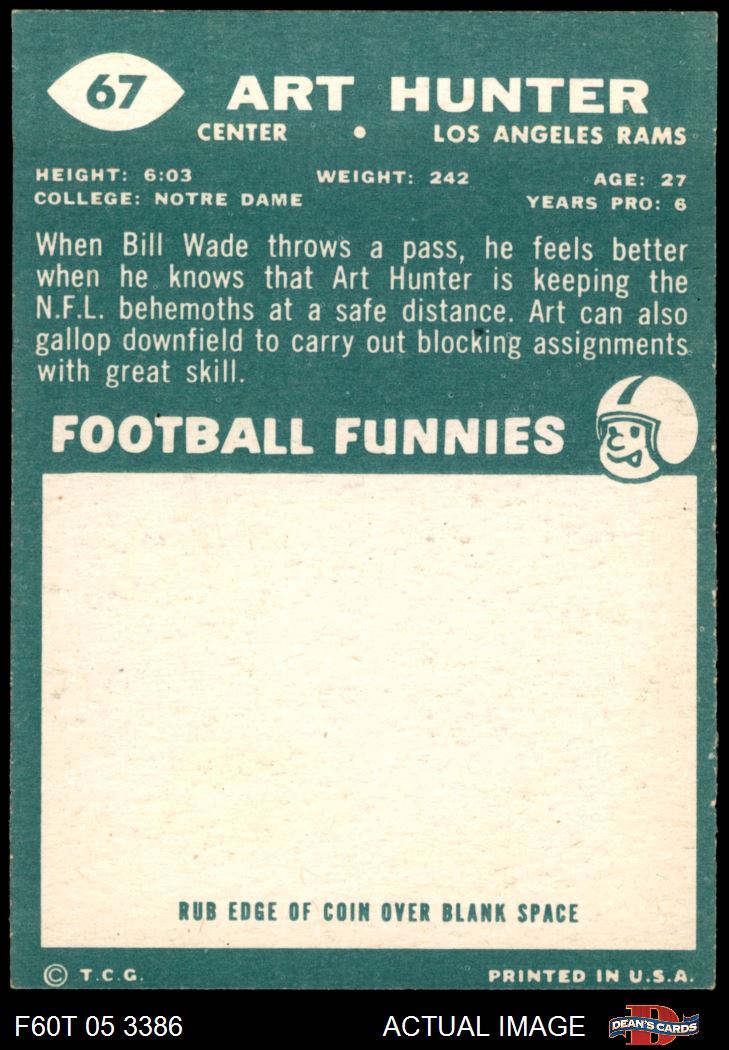 67
ART HUNTER
CENTER • LOS ANGELES RAMS
HEIGHT: 6:03 WEIGHT: 242 AGE: 27
COLLEGE: NOTRE DAME YEARS PRO: 6
When Bill Wade throws a pass, he feels better
when he knows that Art Hunter is keeping the
N.F.L. behemoths at a safe distance. Art can also
gallop downfield to carry out blocking assignments
with great skill.
FOOTBALL FUNNIES
RUB EDGE OF COIN OVER BLANK SPACE
© T.C.G. PRINTED IN U.S.A.
F60T 05 3386 ACTUAL IMAGE
D
DEAN'S CARDS